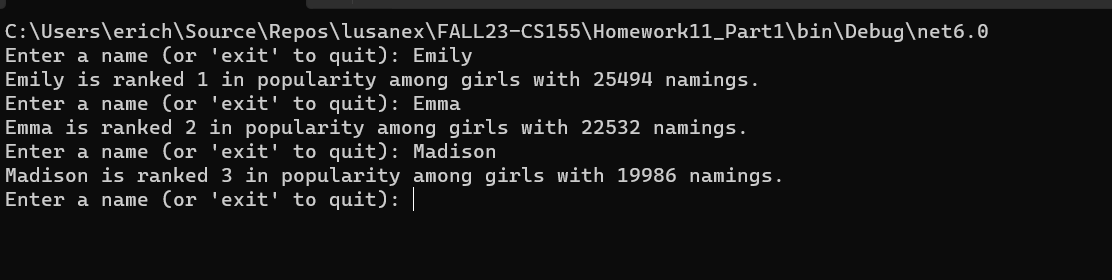 C:\Users\erich\Source\Repos\lusanex\FALL23-CS155\Homework11_Part1\bin\Debug\net6.0
Enter a name (or 'exit' to quit): Emily
Emily is ranked 1 in popularity among girls with 25494 namings.
Enter a name (or 'exit' to quit): Emma
Emma is ranked 2 in popularity among girls with 22532 namings.
Enter a name (or 'exit' to quit): Madison
Madison is ranked 3 in popularity among girls with 19986 namings.
Enter a name (or 'exit' to quit):